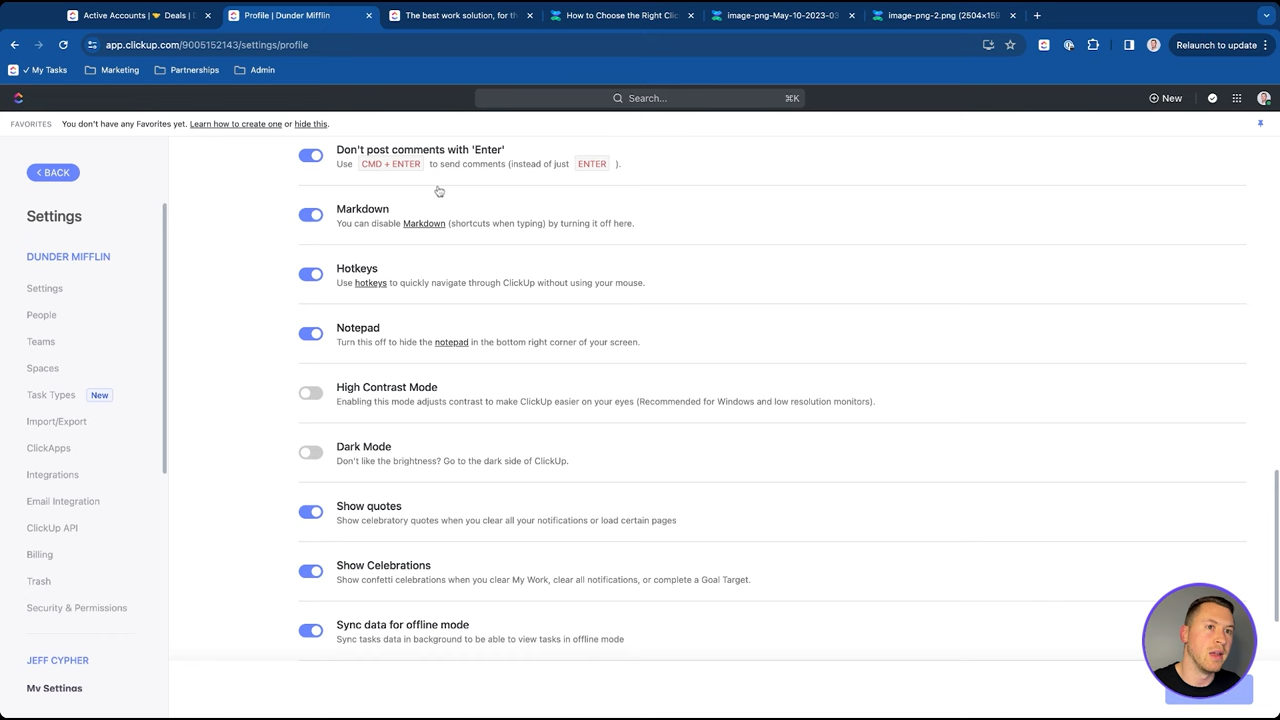 Active Accounts | 🤝 Deals |
Profile | Dunder Mifflin
The best work solution, for th
How to Choose the Right Clic
image-png-May-10-2023-03
image-png-2.png (2504×159
app.clickup.com/9005152143/settings/profile
Relaunch to update
✓ My Tasks
Marketing
Partnerships
Admin
Search...
⌘K
New
FAVORITES
You don't have any Favorites yet. Learn how to create one or hide this.
BACK
Settings
DUNDER MIFFLIN
Settings
People
Teams
Spaces
Task Types New
Import/Export
ClickApps
Integrations
Email Integration
ClickUp API
Billing
Trash
Security & Permissions
JEFF CYPHER
My Settings
Don't post comments with 'Enter'
Use CMD + ENTER to send comments (instead of just ENTER ).
Markdown
You can disable Markdown (shortcuts when typing) by turning it off here.
Hotkeys
Use hotkeys to quickly navigate through ClickUp without using your mouse.
Notepad
Turn this off to hide the notepad in the bottom right corner of your screen.
High Contrast Mode
Enabling this mode adjusts contrast to make ClickUp easier on your eyes (Recommended for Windows and low resolution monitors).
Dark Mode
Don't like the brightness? Go to the dark side of ClickUp.
Show quotes
Show celebratory quotes when you clear all your notifications or load certain pages
Show Celebrations
Show confetti celebrations when you clear My Work, clear all notifications, or complete a Goal Target.
Sync data for offline mode
Sync tasks data in background to be able to view tasks in offline mode